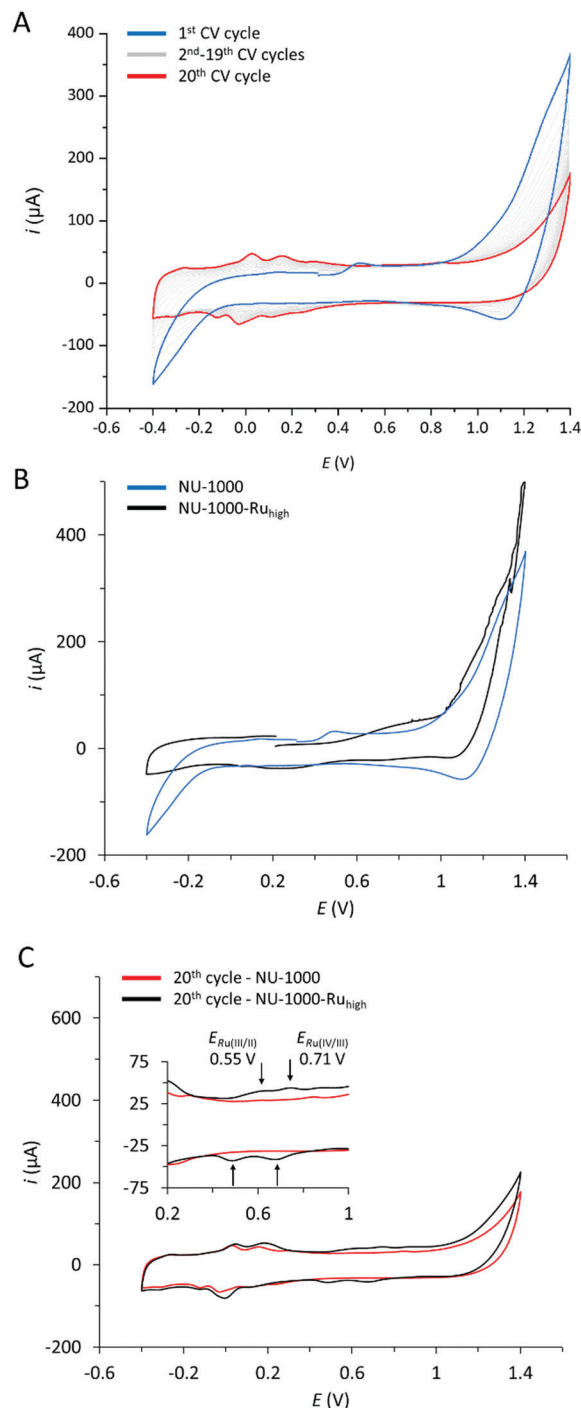 A
1st CV cycle
2nd-19th CV cycles
20th CV cycle
400
300
200
100
0
-100
-200
i (µA)
-0.6 -0.4 -0.2 0.0 0.2 0.4 0.6 0.8 1.0 1.2 1.4
E (V)
B
NU-1000
NU-1000-Ruhigh
400
200
0
-200
i (µA)
-0.6 -0.2 0.2 0.6 1 1.4
E (V)
C
20th cycle - NU-1000
20th cycle - NU-1000-Ruhigh
600
400
200
0
-200
i (µA)
ERu(III/II) ERu(IV/III)
0.55 V 0.71 V
75
25
-25
-75
0.2 0.6 1
-0.6 -0.2 0.2 0.6 1 1.4
E (V)